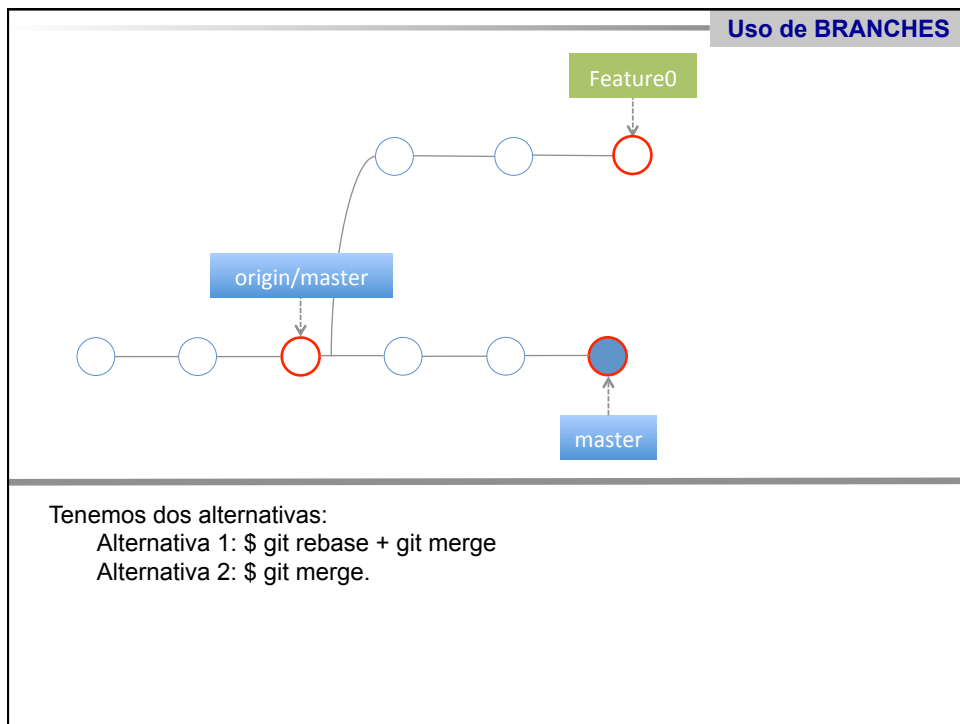 Uso de BRANCHES
Feature0
origin/master
master
Tenemos dos alternativas:
Alternativa 1: $ git rebase + git merge
Alternativa 2: $ git merge.